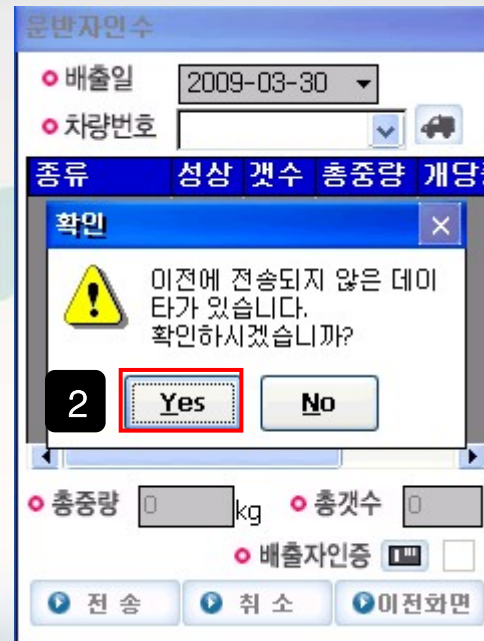 운반자인수
배출일 2009-03-30
차량번호
종류 성상 갯수 총중량 개당중
확인
이전에 전송되지 않은 데이
타가 있습니다.
확인하시겠습니까?
2 Yes No
총중량 0 kg 총갯수 0
배출자인증
전 송 취 소 이전화면